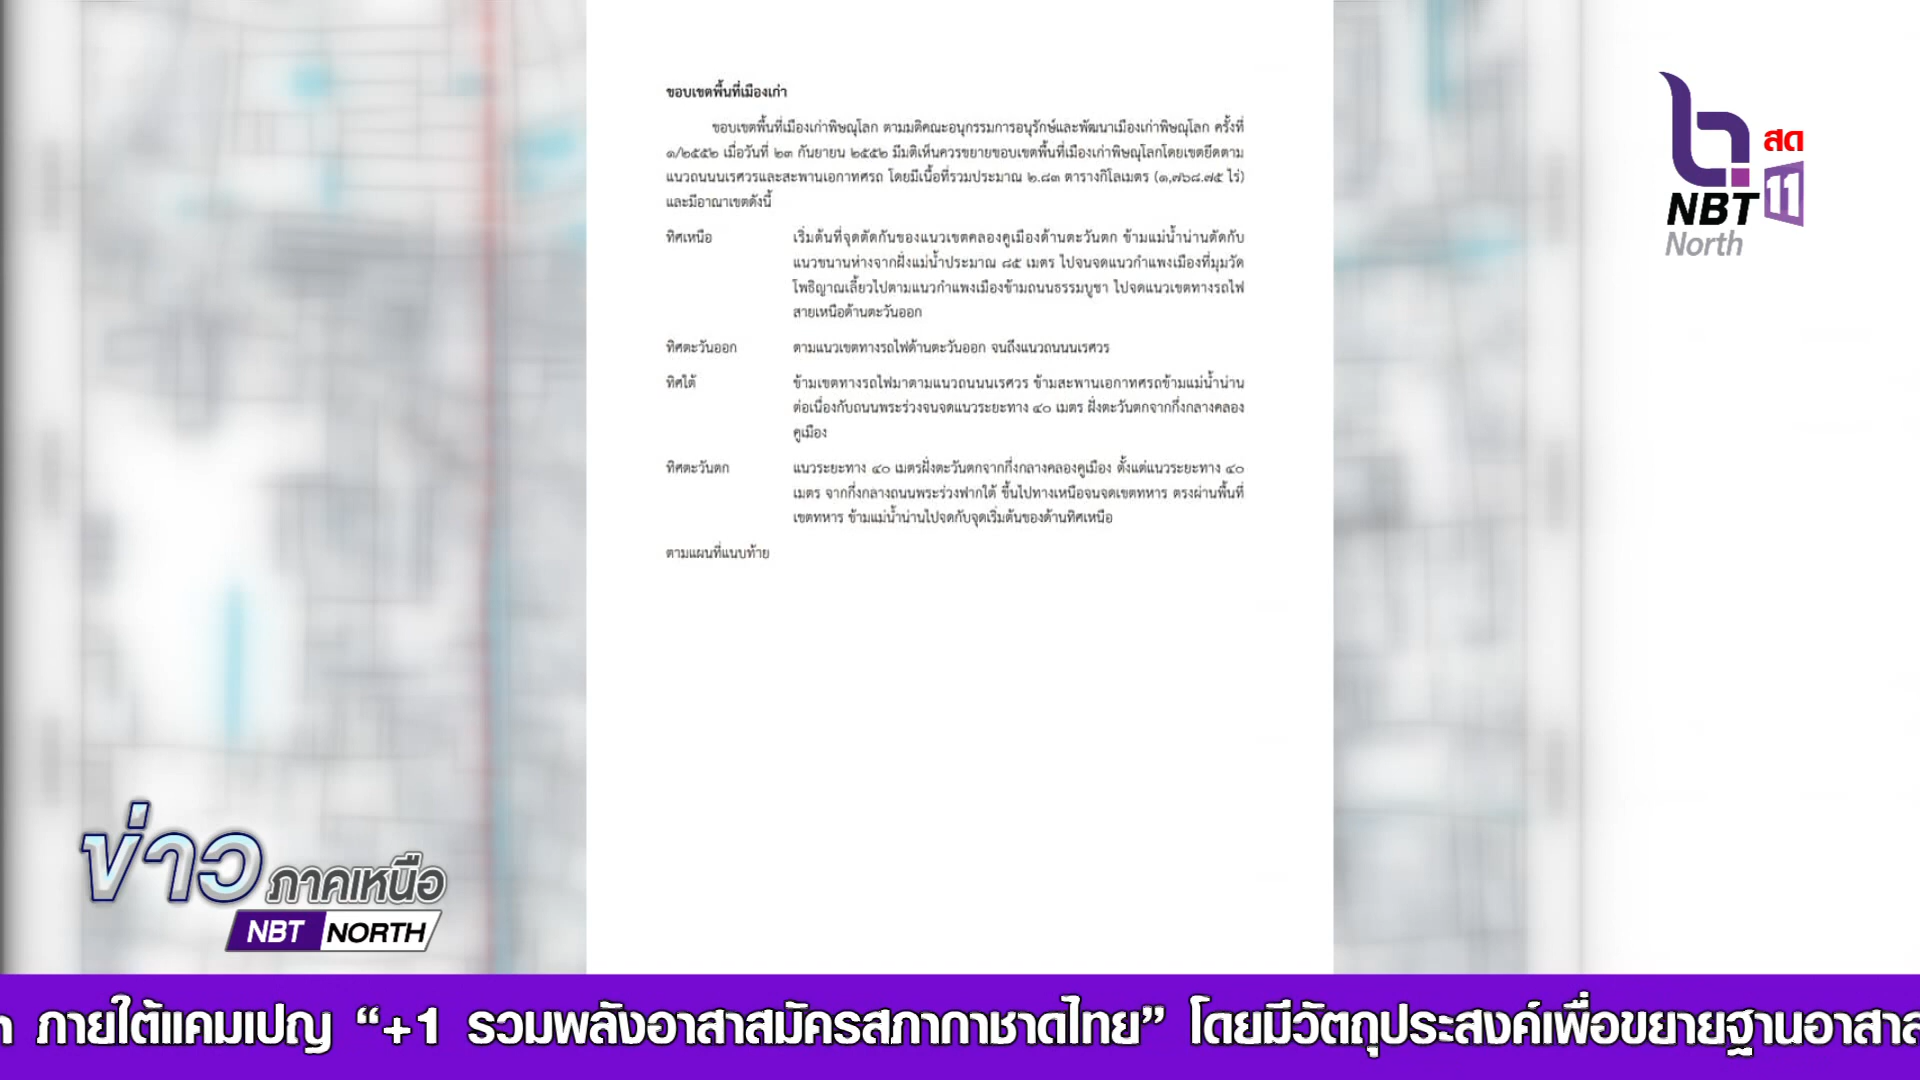 ขอบเขตพื้นที่เมืองเก่า
ขอบเขตพื้นที่เมืองเก่าพิษณุโลก ตามมติคณะอนุกรรมการอนุรักษ์และพัฒนาเมืองเก่าพิษณุโลก ครั้งที่
๑/๒๕๕๒ เมื่อวันที่ ๒๓ กันยายน ๒๕๕๒ มีมติเห็นควรขยายขอบเขตพื้นที่เมืองเก่าพิษณุโลกโดยเขตยึดตาม
แนวถนนนเรศวรและสะพานเอกาทศรถ โดยมีเนื้อที่รวมประมาณ ๒.๘๓ ตารางกิโลเมตร (๑,๗๖๘.๗๕ ไร่)
และมีอาณาเขตดังนี้
ทิศเหนือ เริ่มต้นที่จุดตัดกันของแนวเขตคลองคูเมืองด้านตะวันตก ข้ามแม่น้ำน่านตัดกับ
แนวขนานห่างจากฝั่งแม่น้ำประมาณ ๘๕ เมตร ไปจนจดแนวกำแพงเมืองที่มุมวัด
โพธิญาณเลี้ยวไปตามแนวกำแพงเมืองข้ามถนนธรรมบูชา ไปจดแนวเขตทางรถไฟ
สายเหนือด้านตะวันออก
ทิศตะวันออก ตามแนวเขตทางรถไฟด้านตะวันออก จนถึงแนวถนนนเรศวร
ทิศใต้ ข้ามเขตทางรถไฟมาตามแนวถนนนเรศวร ข้ามสะพานเอกาทศรถข้ามแม่น้ำน่าน
ต่อเนื่องกับถนนพระร่วงจนจดแนวระยะทาง ๔๐ เมตร ฝั่งตะวันตกจากกึ่งกลางคลอง
คูเมือง
ทิศตะวันตก แนวระยะทาง ๔๐ เมตรฝั่งตะวันตกจากกึ่งกลางคลองคูเมือง ตั้งแต่แนวระยะทาง ๔๐
เมตร จากกึ่งกลางถนนพระร่วงฟากใต้ ขึ้นไปทางเหนือจนจดเขตทหาร ตรงผ่านพื้นที่
เขตทหาร ข้ามแม่น้ำน่านไปจดกับจุดเริ่มต้นของด้านทิศเหนือ
ตามแผนที่แนบท้าย
สด
NBT 11
North
ข่าวภาคเหนือ
NBT NORTH
ภายใต้แคมเปญ “+1 รวมพลังอาสาสมัครสภากาชาดไทย” โดยมีวัตถุประสงค์เพื่อขยายฐานอาสาส